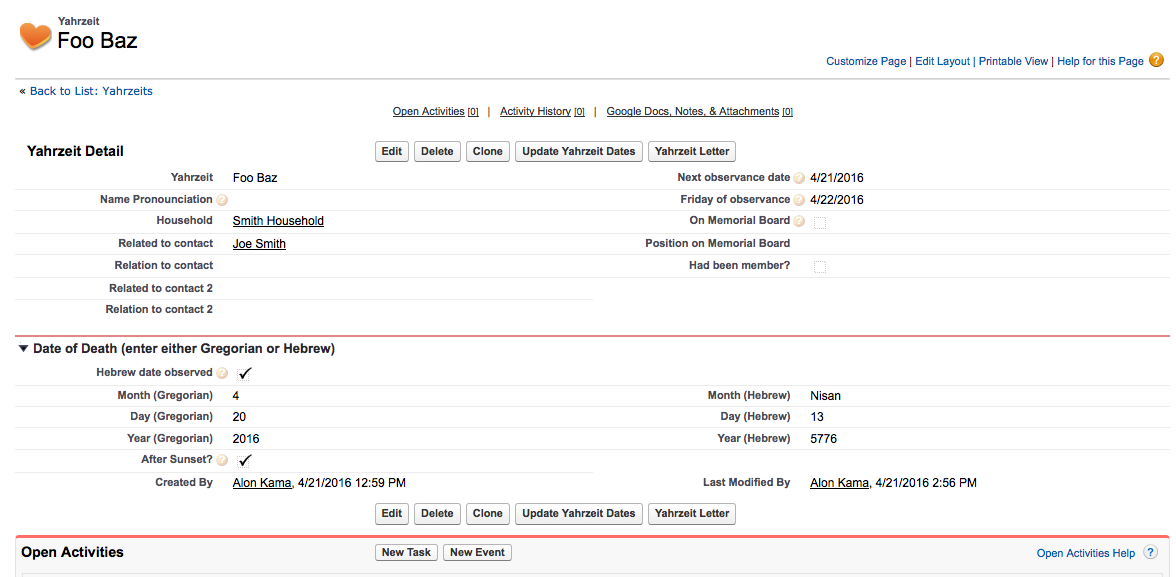 Yahrzeit
Foo Baz
Customize Page | Edit Layout | Printable View | Help for this Page ?
« Back to List: Yahrzeits
Open Activities [0] | Activity History [0] | Google Docs, Notes, & Attachments [0]
Yahrzeit Detail Edit Delete Clone Update Yahrzeit Dates Yahrzeit Letter
Yahrzeit Foo Baz Next observance date ? 4/21/2016
Name Pronounciation ? Friday of observance ? 4/22/2016
Household Smith Household On Memorial Board ?
Related to contact Joe Smith Position on Memorial Board
Relation to contact Had been member?
Related to contact 2
Relation to contact 2
Date of Death (enter either Gregorian or Hebrew)
Hebrew date observed ? ✓
Month (Gregorian) 4 Month (Hebrew) Nisan
Day (Gregorian) 20 Day (Hebrew) 13
Year (Gregorian) 2016 Year (Hebrew) 5776
After Sunset? ? ✓
Created By Alon Kama, 4/21/2016 12:59 PM Last Modified By Alon Kama, 4/21/2016 2:56 PM
Edit Delete Clone Update Yahrzeit Dates Yahrzeit Letter
Open Activities New Task New Event Open Activities Help ?